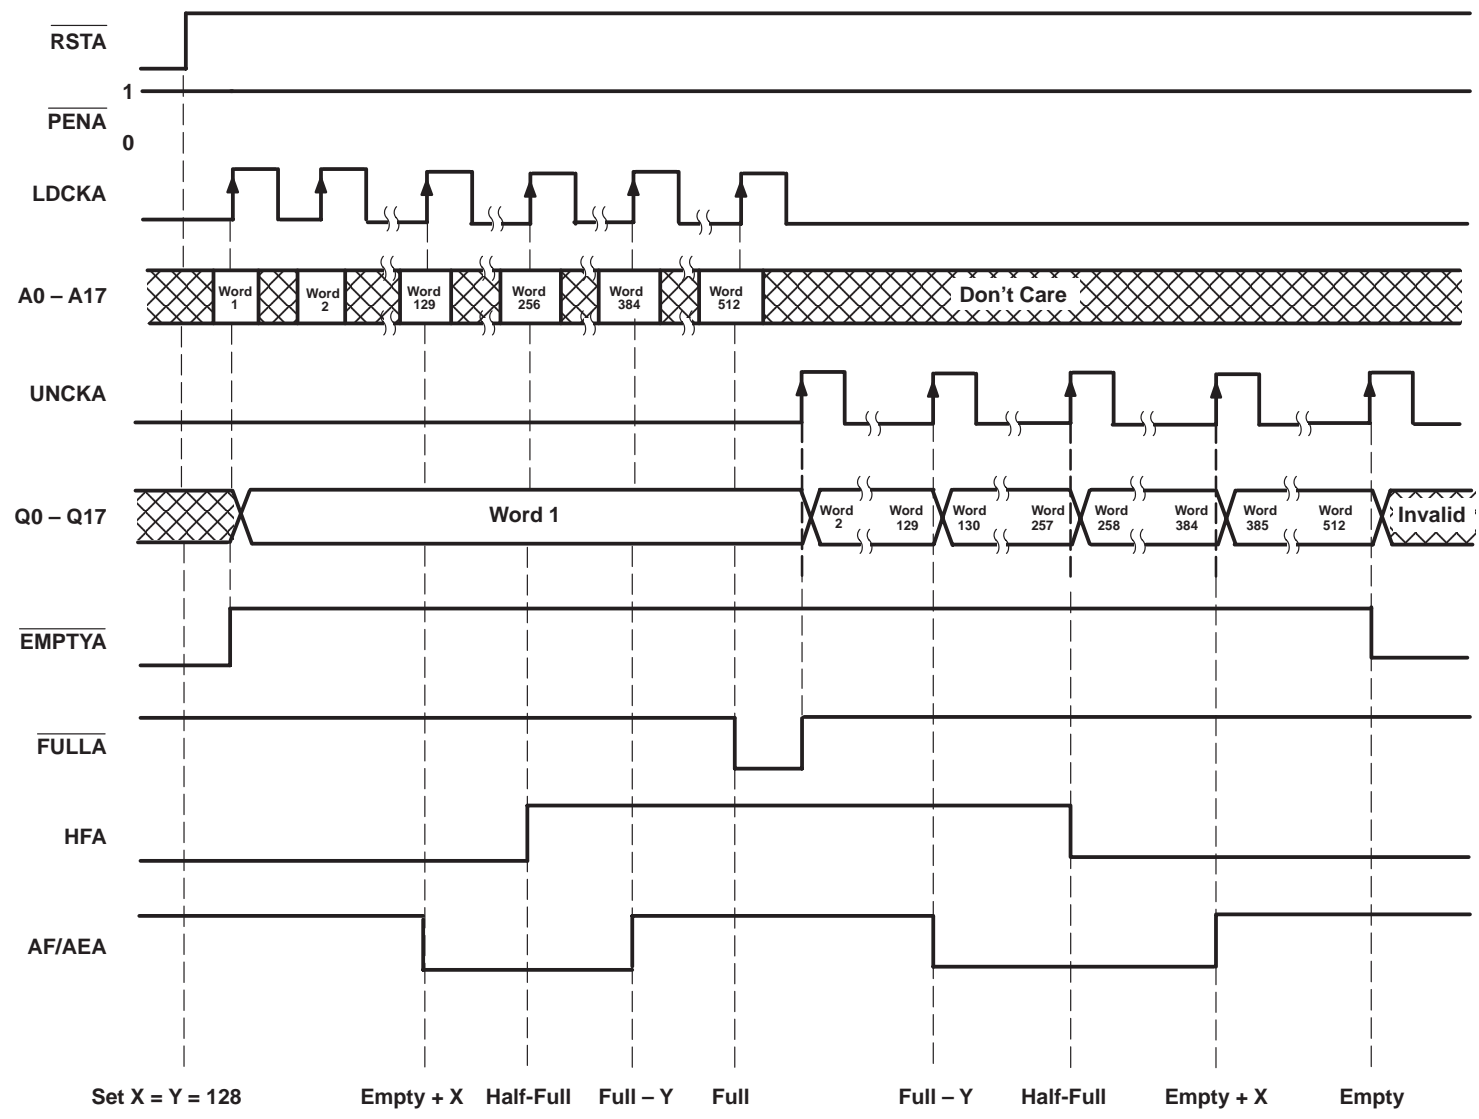 RSTA
1
PENA
0
LDCKA
A0 – A17
Word 1
Word 2
Word 129
Word 256
Word 384
Word 512
Don't Care
UNCKA
Q0 – Q17
Word 1
Word 2
Word 129
Word 130
Word 257
Word 258
Word 384
Word 385
Word 512
Invalid
EMPTYA
FULLA
HFA
AF/AEA
Set X = Y = 128
Empty + X
Half-Full
Full – Y
Full
Full – Y
Half-Full
Empty + X
Empty